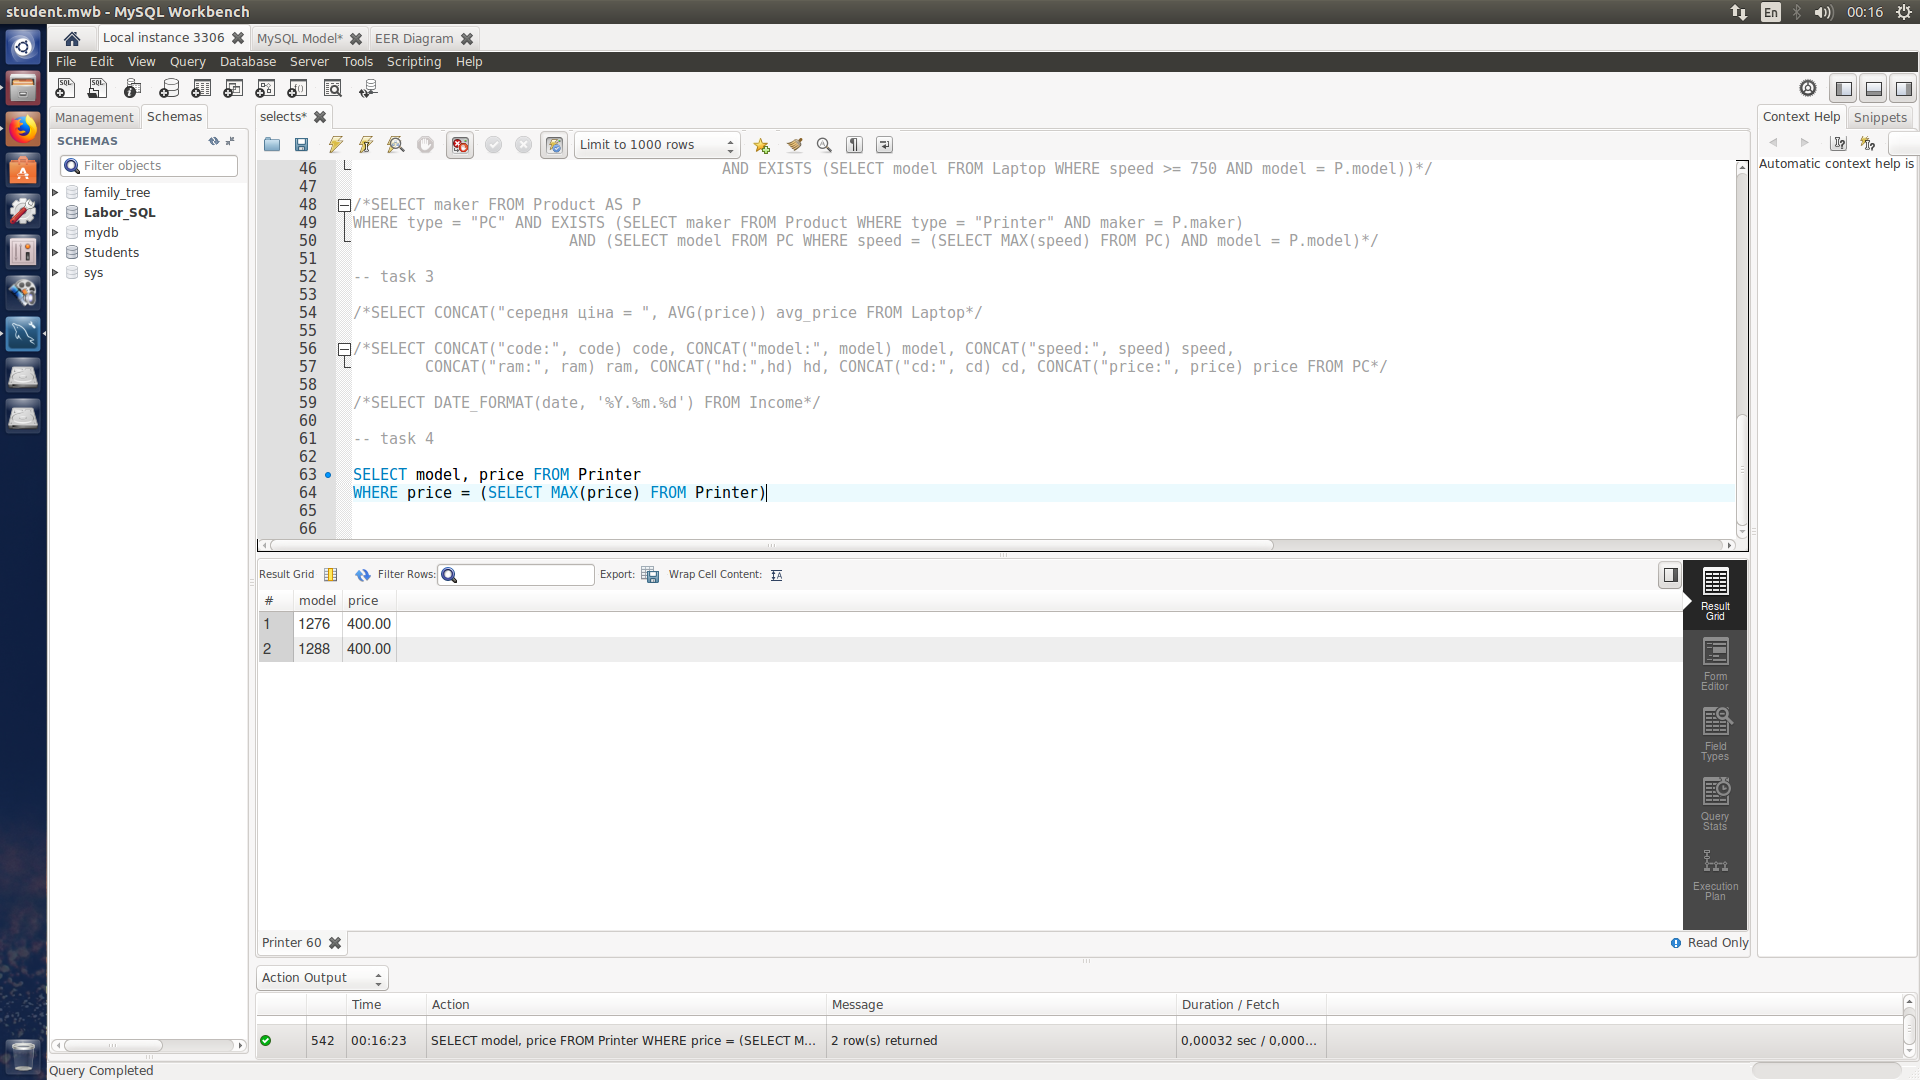 student.mwb - MySQL Workbench
En
00:16
Local instance 3306
MySQL Model*
EER Diagram
File Edit View Query Database Server Tools Scripting Help
Management
Schemas
selects*
Context Help
Snippets
SCHEMAS
Filter objects
family_tree
Labor_SQL
mydb
Students
sys
Limit to 1000 rows
Automatic context help is
46 AND EXISTS (SELECT model FROM Laptop WHERE speed >= 750 AND model = P.model))*/
47
48 /*SELECT maker FROM Product AS P
49 WHERE type = "PC" AND EXISTS (SELECT maker FROM Product WHERE type = "Printer" AND maker = P.maker)
50 AND (SELECT model FROM PC WHERE speed = (SELECT MAX(speed) FROM PC) AND model = P.model)*/
51
52 -- task 3
53
54 /*SELECT CONCAT("середня ціна = ", AVG(price)) avg_price FROM Laptop*/
55
56 /*SELECT CONCAT("code:", code) code, CONCAT("model:", model) model, CONCAT("speed:", speed) speed,
57 CONCAT("ram:", ram) ram, CONCAT("hd:",hd) hd, CONCAT("cd:", cd) cd, CONCAT("price:", price) price FROM PC*/
58
59 /*SELECT DATE_FORMAT(date, '%Y.%m.%d') FROM Income*/
60
61 -- task 4
62
63 SELECT model, price FROM Printer
64 WHERE price = (SELECT MAX(price) FROM Printer)
65
66
Result Grid
Filter Rows:
Export:
Wrap Cell Content:
# model price
1 1276 400.00
2 1288 400.00
Result Grid
Form Editor
Field Types
Query Stats
Execution Plan
Printer 60
Read Only
Action Output
Time Action Message Duration / Fetch
542 00:16:23 SELECT model, price FROM Printer WHERE price = (SELECT M... 2 row(s) returned 0,00032 sec / 0,000...
Query Completed